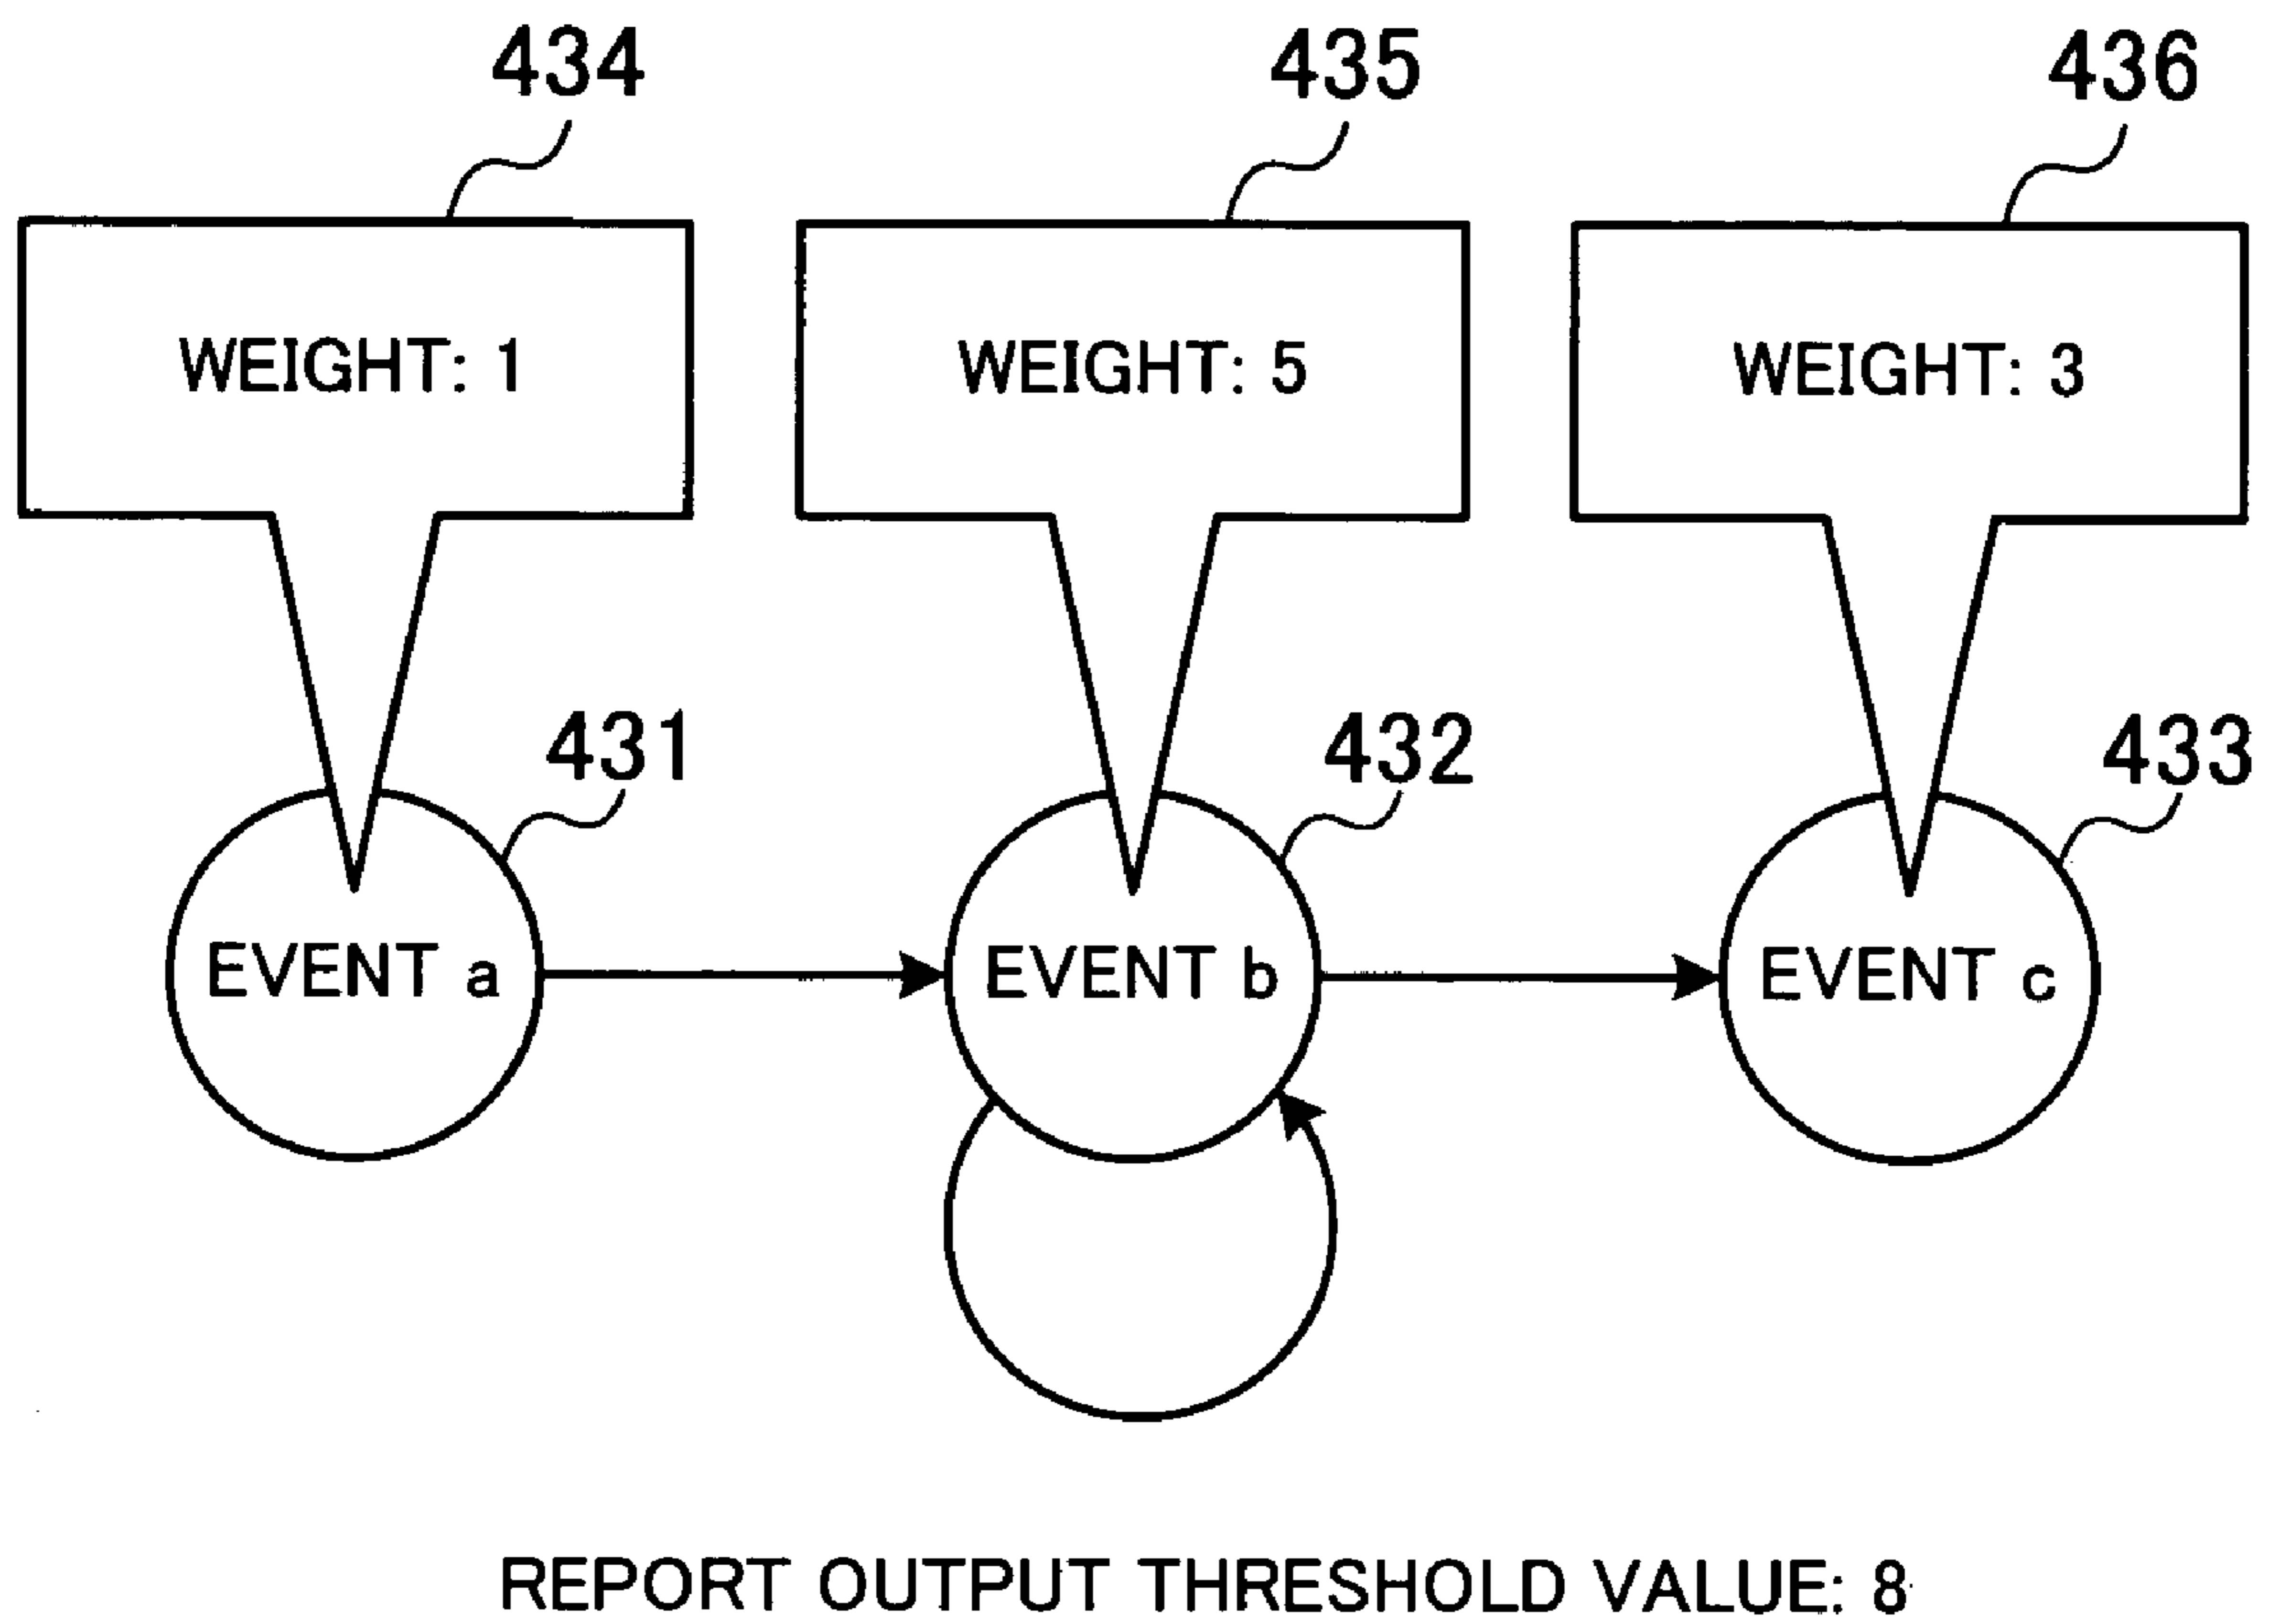 434
435
436
WEIGHT: 1
WEIGHT: 5
WEIGHT: 3
431
432
433
EVENT a
EVENT b
EVENT c
REPORT OUTPUT THRESHOLD VALUE: 8